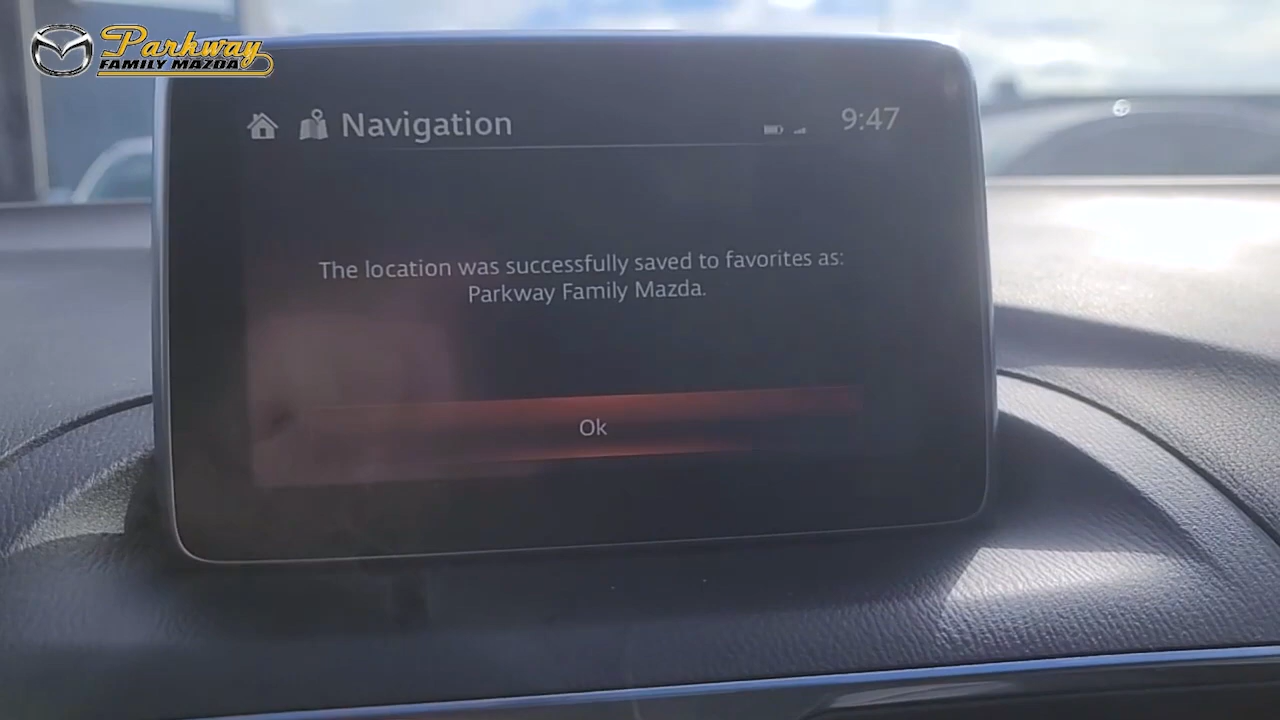 Parkway
FAMILY MAZDA
Navigation
9:47
The location was successfully saved to favorites as:
Parkway Family Mazda.
Ok